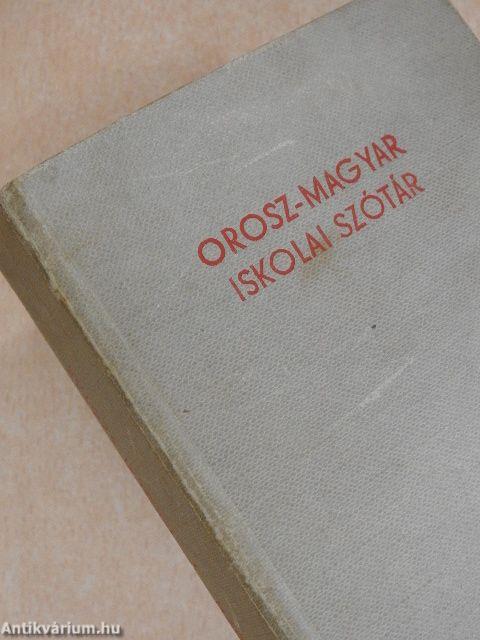 OROSZ-MAGYAR
ISKOLAI SZÓTÁR
Antikvárium.hu